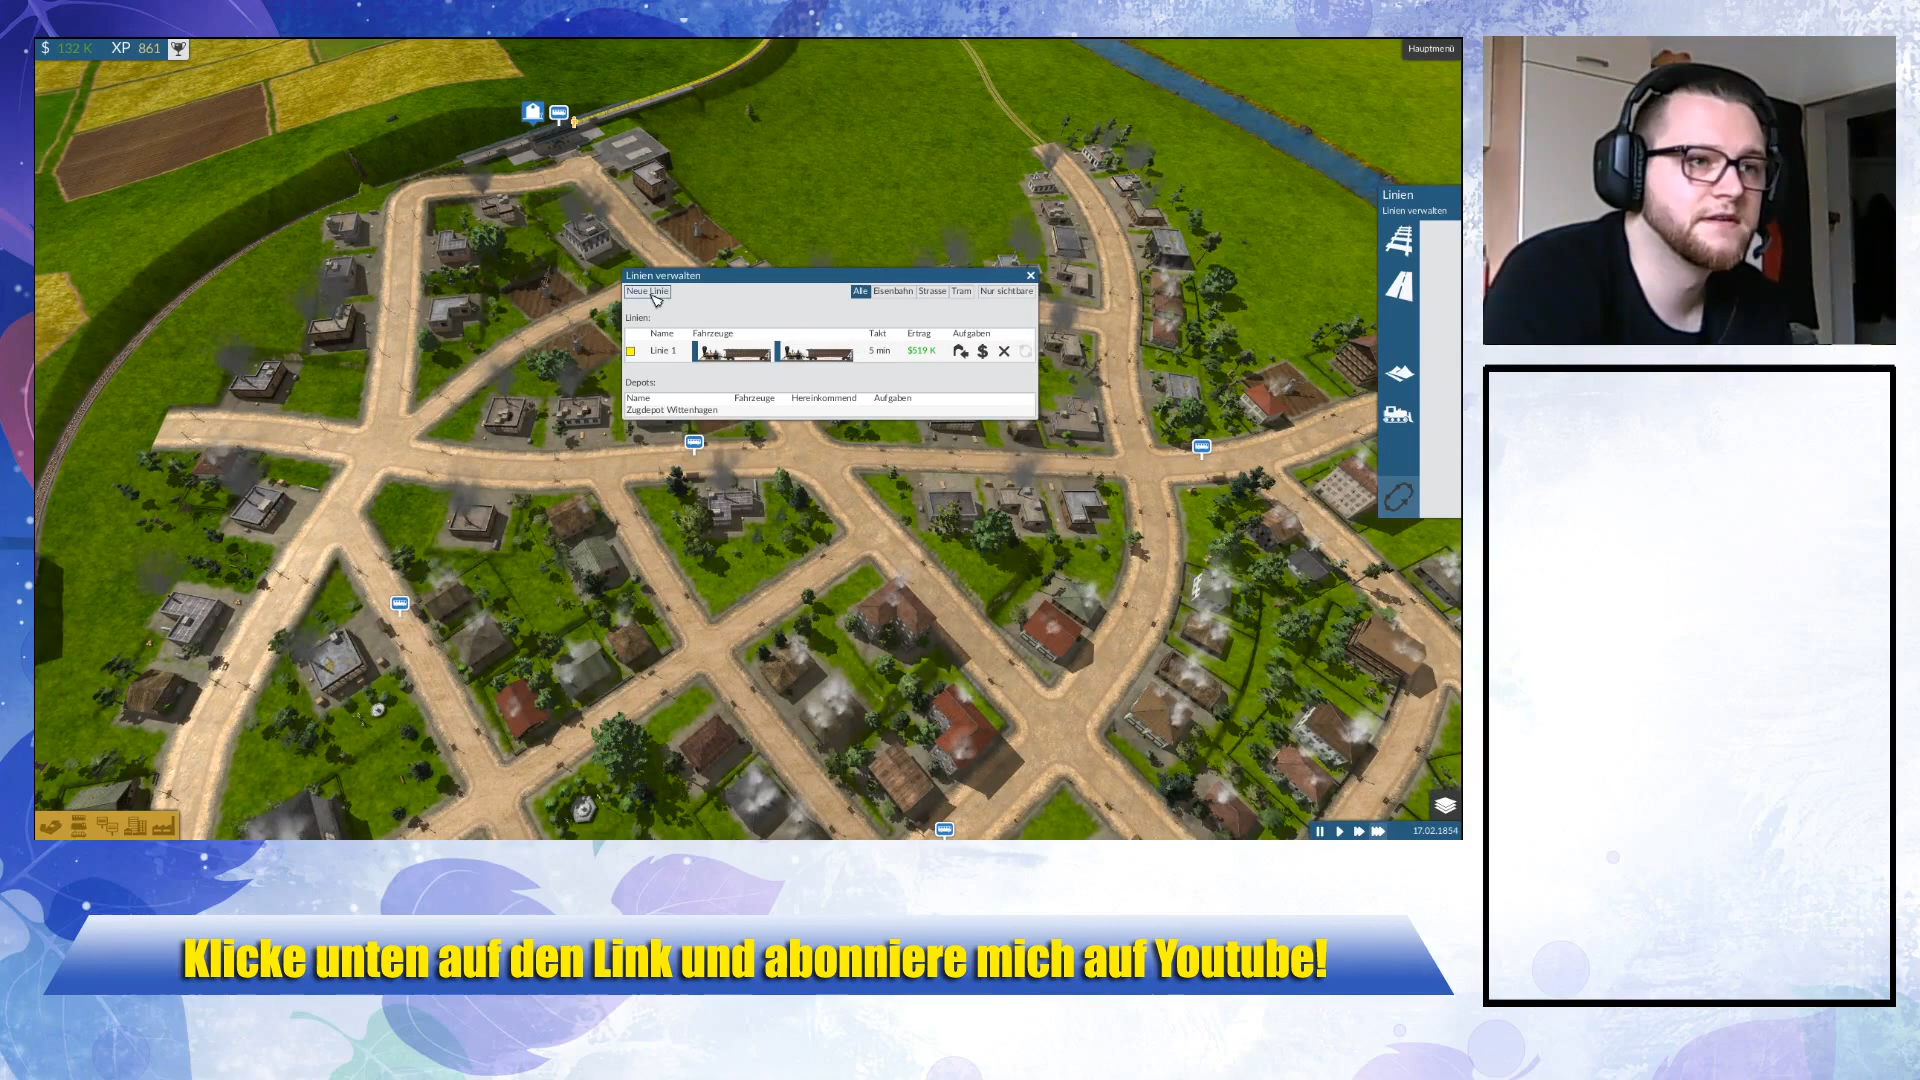 $ 132 K XP 861
Hauptmenü
Linien
Linien verwalten
Linien verwalten
Neue Linie Alle Eisenbahn Strasse Tram Nur sichtbare
Linien:
Name Fahrzeuge Takt Ertrag Aufgaben
Linie 1 5 min $519 K $
Depots:
Name Fahrzeuge Hereinkommend Aufgaben
Zugdepot Wittenhagen
17.02.1854
Klicke unten auf den Link und abonniere mich auf Youtube!